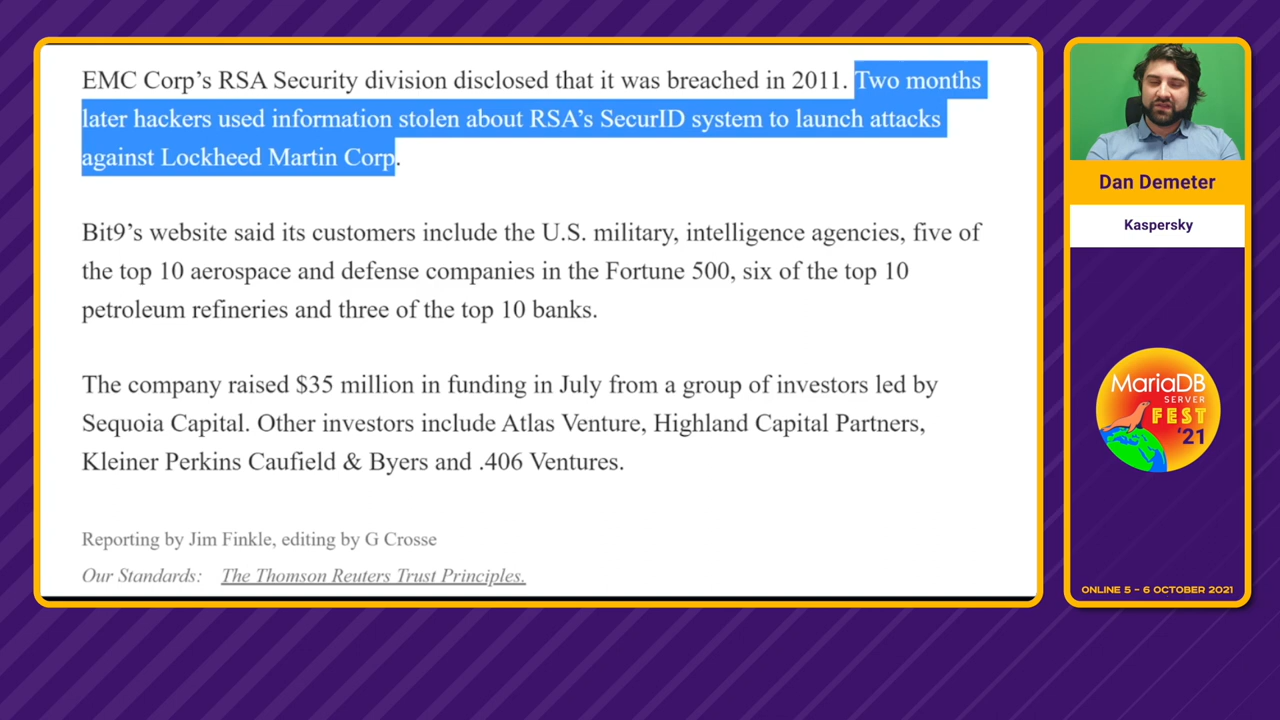 EMC Corp’s RSA Security division disclosed that it was breached in 2011. Two months
later hackers used information stolen about RSA’s SecurID system to launch attacks
against Lockheed Martin Corp.
Bit9’s website said its customers include the U.S. military, intelligence agencies, five of
the top 10 aerospace and defense companies in the Fortune 500, six of the top 10
petroleum refineries and three of the top 10 banks.
The company raised $35 million in funding in July from a group of investors led by
Sequoia Capital. Other investors include Atlas Venture, Highland Capital Partners,
Kleiner Perkins Caufield & Byers and .406 Ventures.
Reporting by Jim Finkle, editing by G Crosse
Our Standards: The Thomson Reuters Trust Principles.
Dan Demeter
Kaspersky
MariaDB
SERVER
FEST
'21
ONLINE 5 - 6 OCTOBER 2021